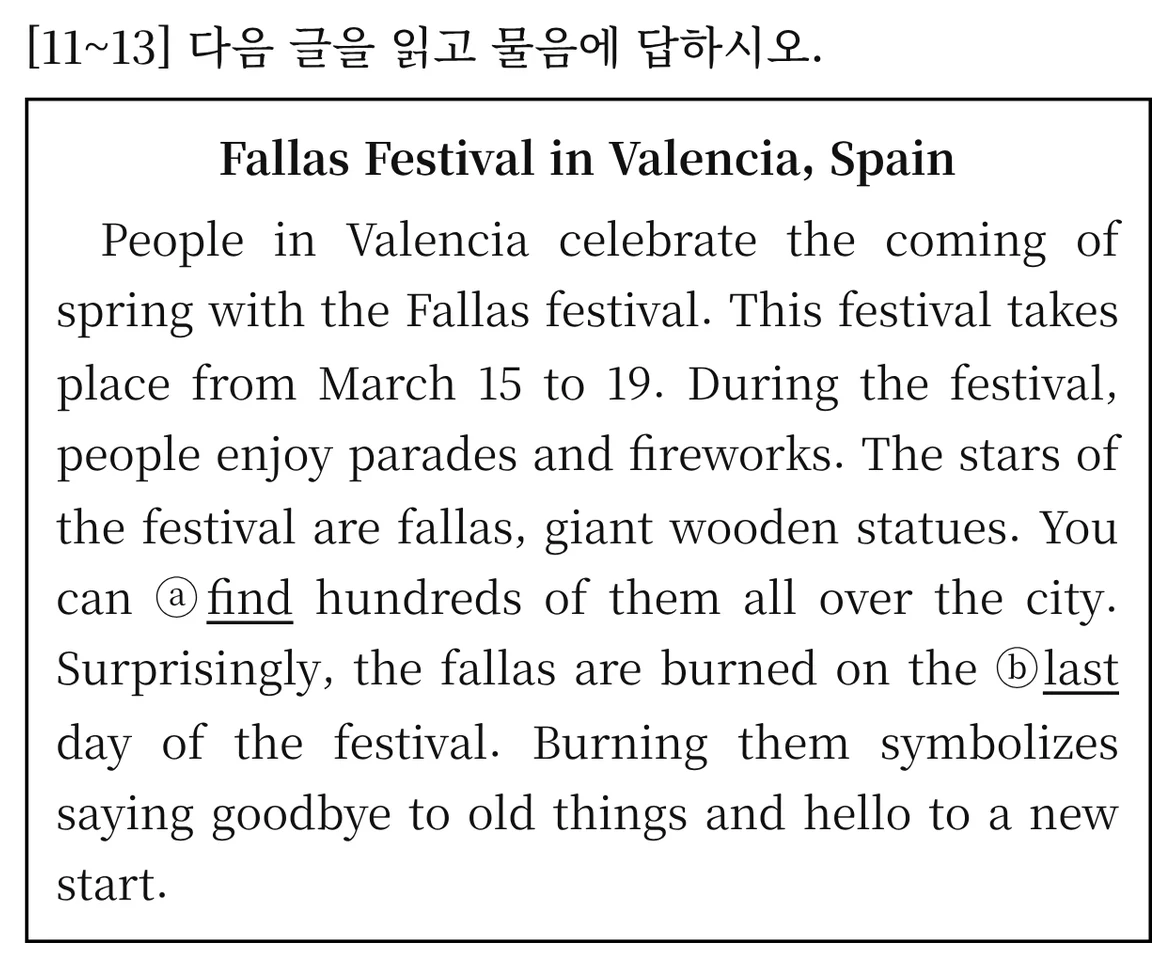 [11~13] 다음 글을 읽고 물음에 답하시오.
Fallas Festival in Valencia, Spain
People in Valencia celebrate the coming of
spring with the Fallas festival. This festival takes
place from March 15 to 19. During the festival,
people enjoy parades and fireworks. The stars of
the festival are fallas, giant wooden statues. You
can ⓐfind hundreds of them all over the city.
Surprisingly, the fallas are burned on the ⓑlast
day of the festival. Burning them symbolizes
saying goodbye to old things and hello to a new
start.